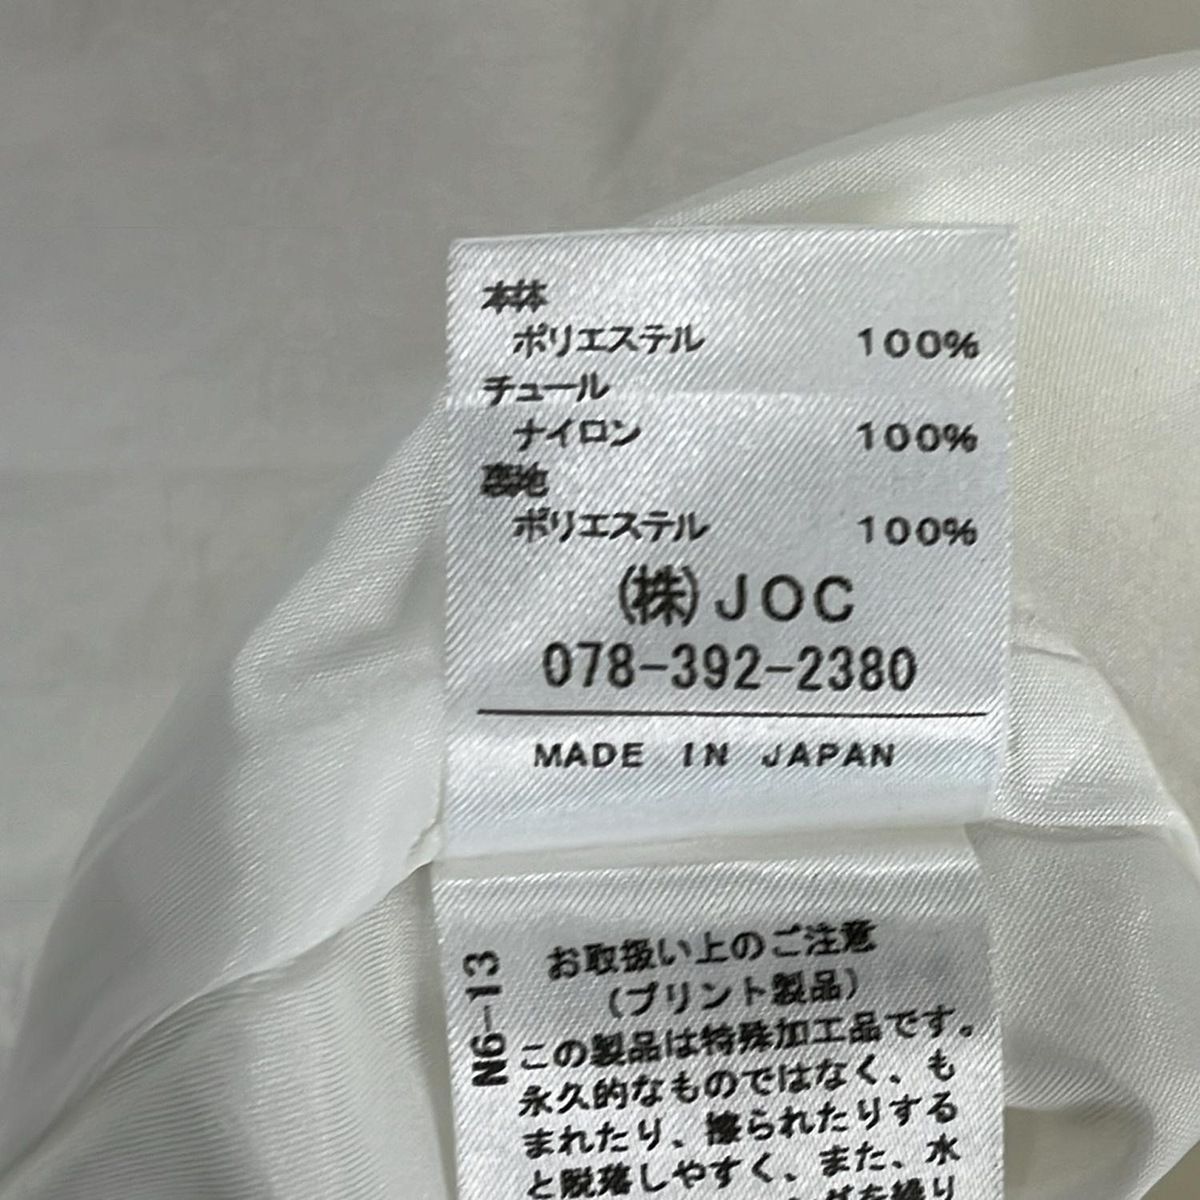 本体
ポリエステル 100%
チュール
ナイロン 100%
裏地
ポリエステル 100%
(株)JOC
078-392-2380
MADE IN JAPAN
N6-13
お取扱い上のご注意
(プリント製品)
この製品は特殊加工品です。
永久的なものではなく、も
まれたり、擦られたりする
と脱落しやすく、また、水
を繰り